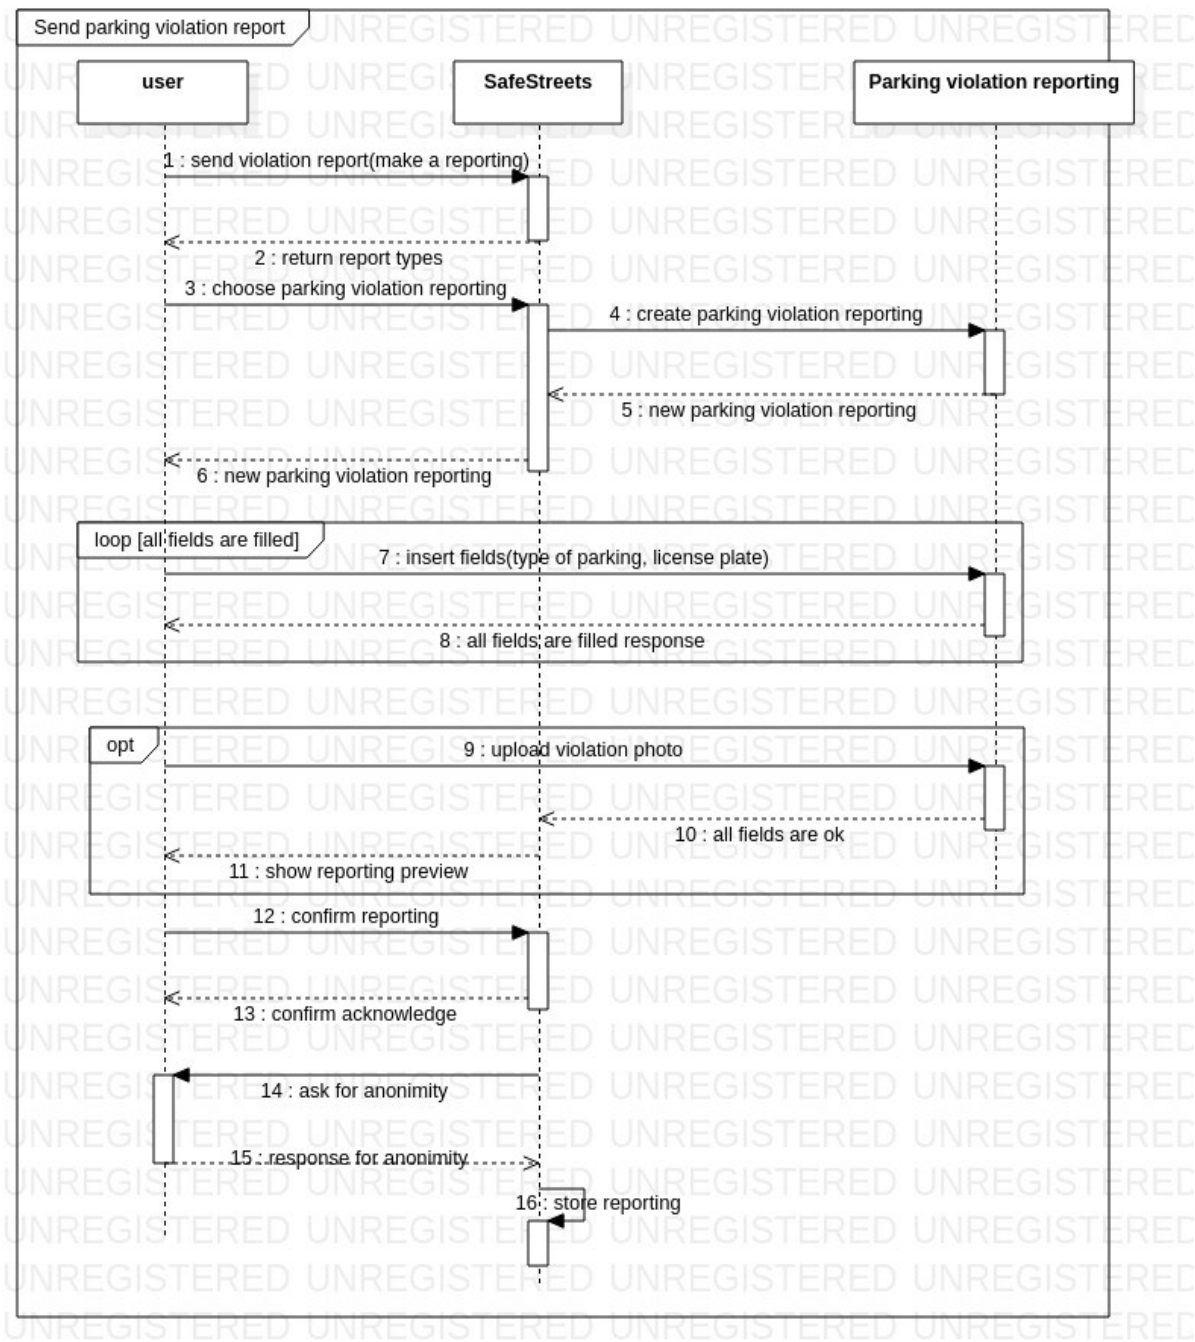 Send parking violation report
user
SafeStreets
Parking violation reporting
1 : send violation report(make a reporting)
2 : return report types
3 : choose parking violation reporting
4 : create parking violation reporting
5 : new parking violation reporting
6 : new parking violation reporting
loop [all fields are filled]
7 : insert fields(type of parking, license plate)
8 : all fields are filled response
opt
9 : upload violation photo
10 : all fields are ok
11 : show reporting preview
12 : confirm reporting
13 : confirm acknowledge
14 : ask for anonimity
15 : response for anonimity
16 : store reporting
UNREGISTERED